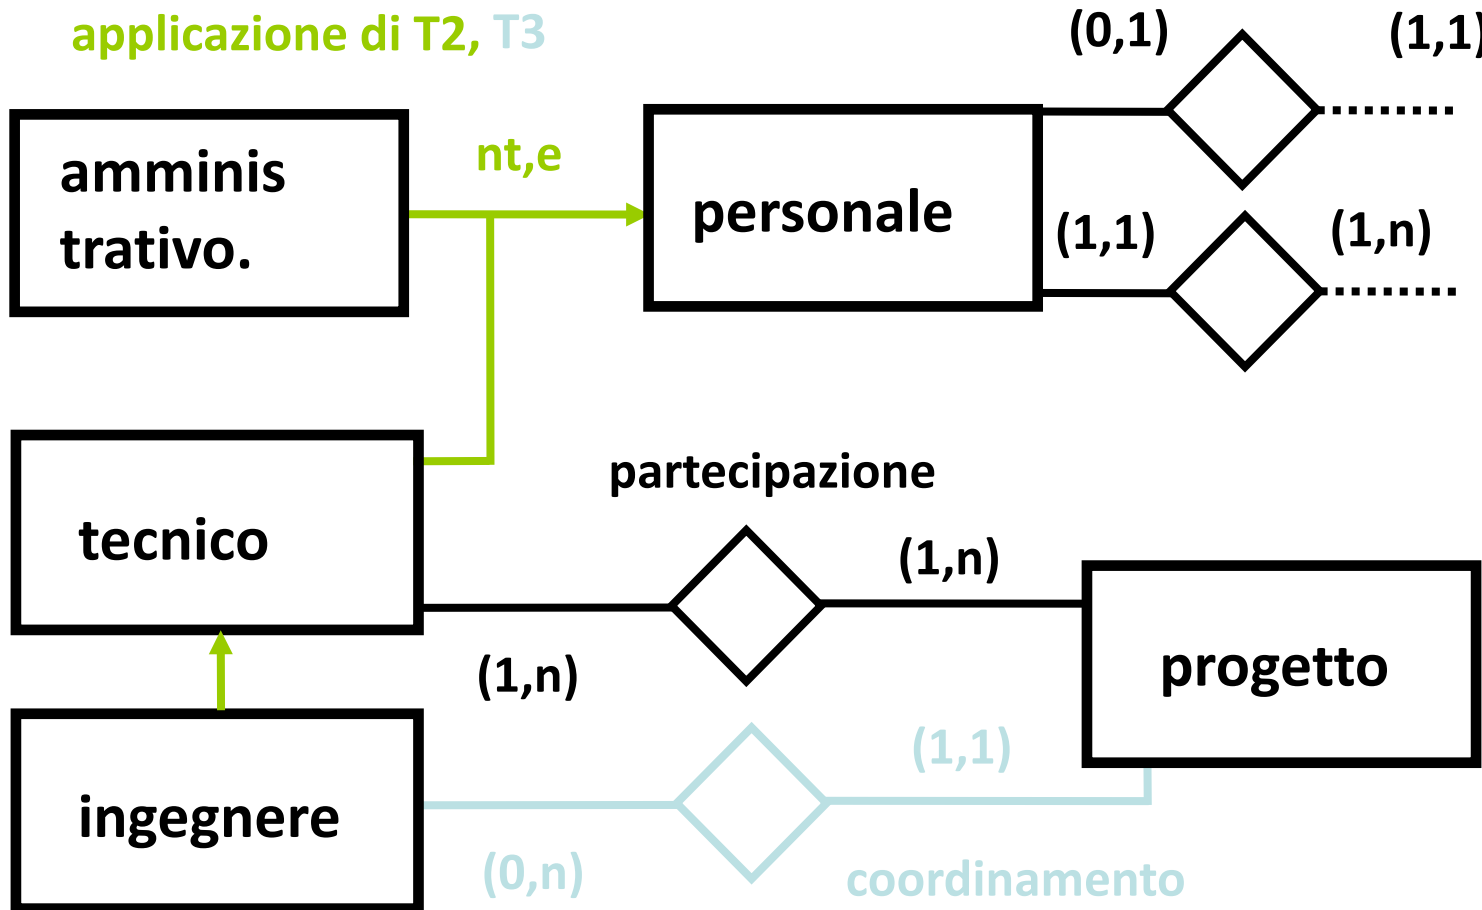 applicazione di T2, T3
(0,1)
(1,1)
amminis
trativo.
nt,e
personale
(1,1)
(1,n)
tecnico
partecipazione
(1,n)
(1,n)
progetto
ingegnere
(1,1)
(0,n)
coordinamento